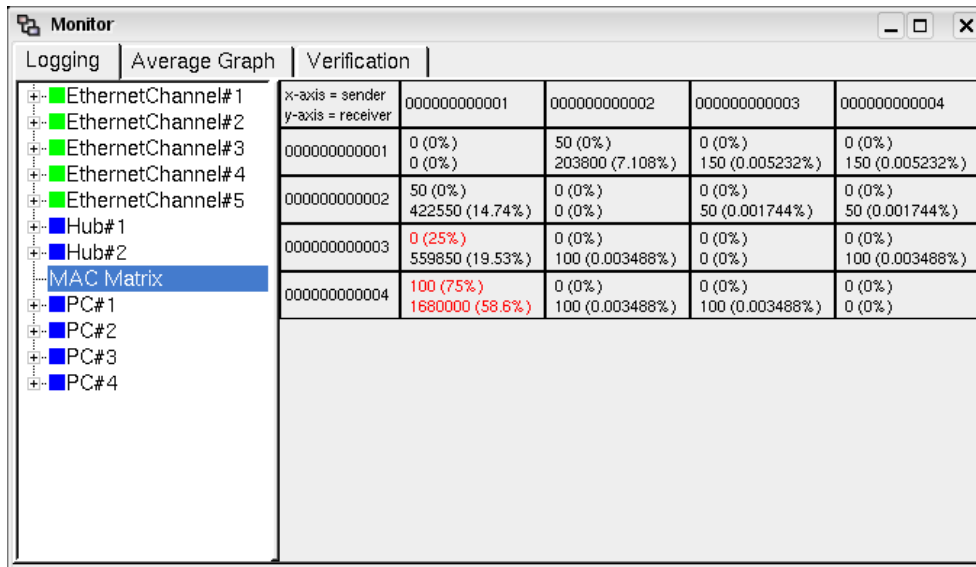 Monitor
Logging Average Graph Verification
EthernetChannel#1
EthernetChannel#2
EthernetChannel#3
EthernetChannel#4
EthernetChannel#5
Hub#1
Hub#2
MAC Matrix
PC#1
PC#2
PC#3
PC#4
x-axis = sender
y-axis = receiver
000000000001 000000000002 000000000003 000000000004
000000000001
0 (0%) 50 (0%) 0 (0%) 0 (0%)
0 (0%) 203800 (7.108%) 150 (0.005232%) 150 (0.005232%)
000000000002
50 (0%) 0 (0%) 0 (0%) 0 (0%)
422550 (14.74%) 0 (0%) 50 (0.001744%) 50 (0.001744%)
000000000003
0 (25%) 0 (0%) 0 (0%) 0 (0%)
559850 (19.53%) 100 (0.003488%) 0 (0%) 100 (0.003488%)
000000000004
100 (75%) 0 (0%) 0 (0%) 0 (0%)
1680000 (58.6%) 100 (0.003488%) 100 (0.003488%) 0 (0%)